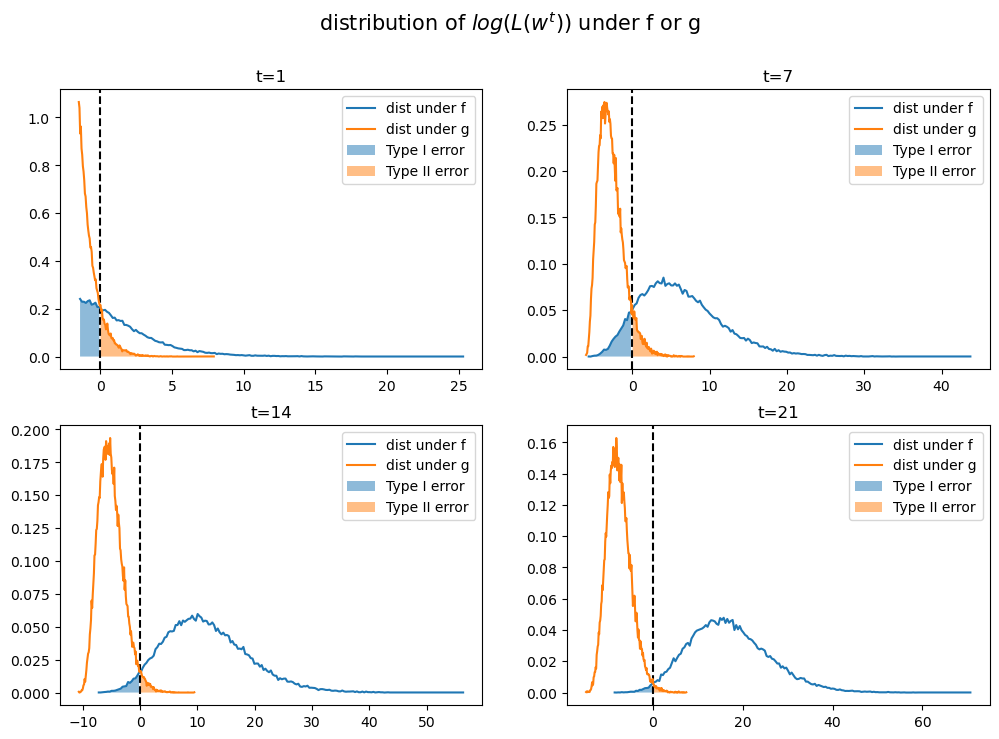 distribution of log(L(w^t)) under f or g
t=1
dist under f
dist under g
Type I error
Type II error
1.0
0.8
0.6
0.4
0.2
0.0
0
5
10
15
20
25
t=7
dist under f
dist under g
Type I error
Type II error
0.25
0.20
0.15
0.10
0.05
0.00
0
10
20
30
40
t=14
dist under f
dist under g
Type I error
Type II error
0.200
0.175
0.150
0.125
0.100
0.075
0.050
0.025
0.000
−10
0
10
20
30
40
50
t=21
dist under f
dist under g
Type I error
Type II error
0.16
0.14
0.12
0.10
0.08
0.06
0.04
0.02
0.00
0
20
40
60